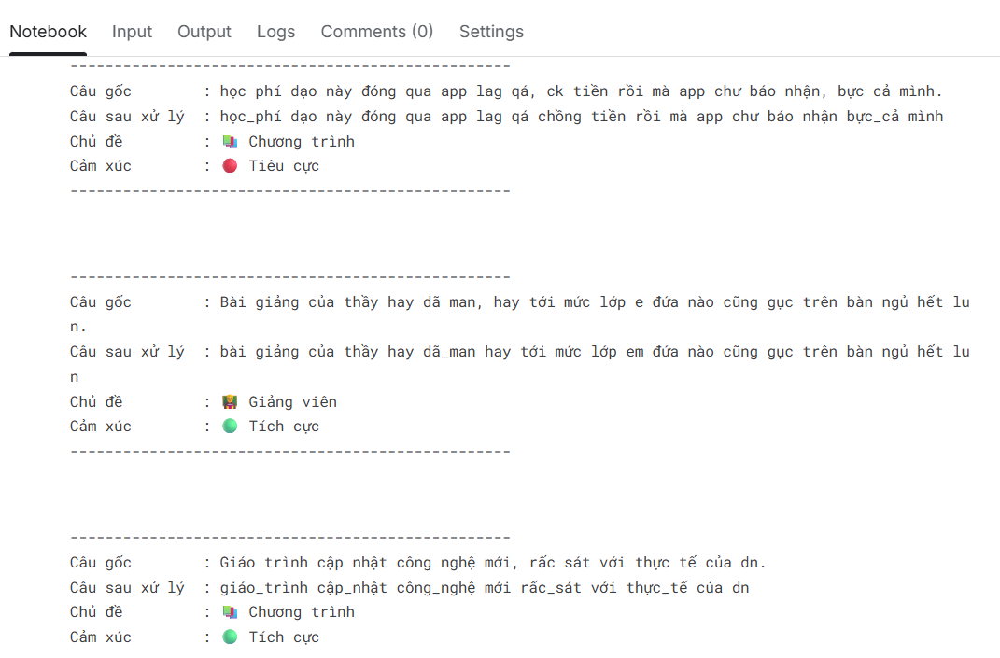 Notebook Input Output Logs Comments (0) Settings
--------------------------------------------------
Câu gốc : học phí dạo này đóng qua app lag qá, ck tiền rồi mà app chư báo nhận, bực cả mình.
Câu sau xử lý : học_phí dạo này đóng qua app lag qá chồng tiền rồi mà app chư báo nhận bực_cả mình
Chủ đề : 📚 Chương trình
Cảm xúc : 🔴 Tiêu cực
--------------------------------------------------
--------------------------------------------------
Câu gốc : Bài giảng của thầy hay dã man, hay tới mức lớp e đứa nào cũng gục trên bàn ngủ hết lu
n.
Câu sau xử lý : bài giảng của thầy hay dã_man hay tới mức lớp em đứa nào cũng gục trên bàn ngủ hết lu
n
Chủ đề : 👩‍🏫 Giảng viên
Cảm xúc : 🟢 Tích cực
--------------------------------------------------
--------------------------------------------------
Câu gốc : Giáo trình cập nhật công nghệ mới, rấc sát với thực tế của dn.
Câu sau xử lý : giáo_trình cập_nhật công_nghệ mới rấc_sát với thực_tế của dn
Chủ đề : 📚 Chương trình
Cảm xúc : 🟢 Tích cực